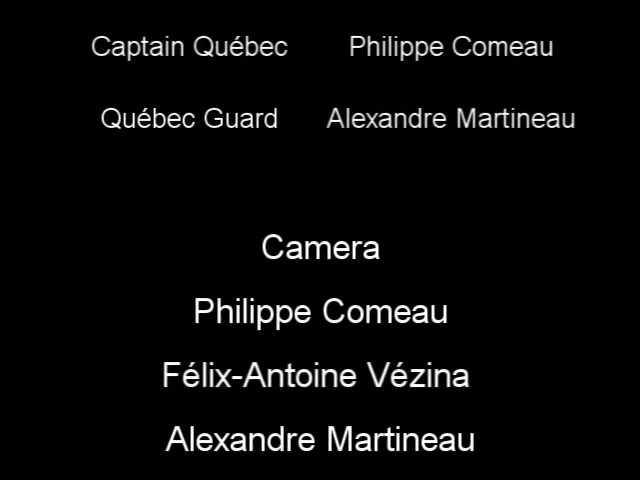 Captain Québec Philippe Comeau
Québec Guard Alexandre Martineau
Camera
Philippe Comeau
Félix-Antoine Vézina
Alexandre Martineau